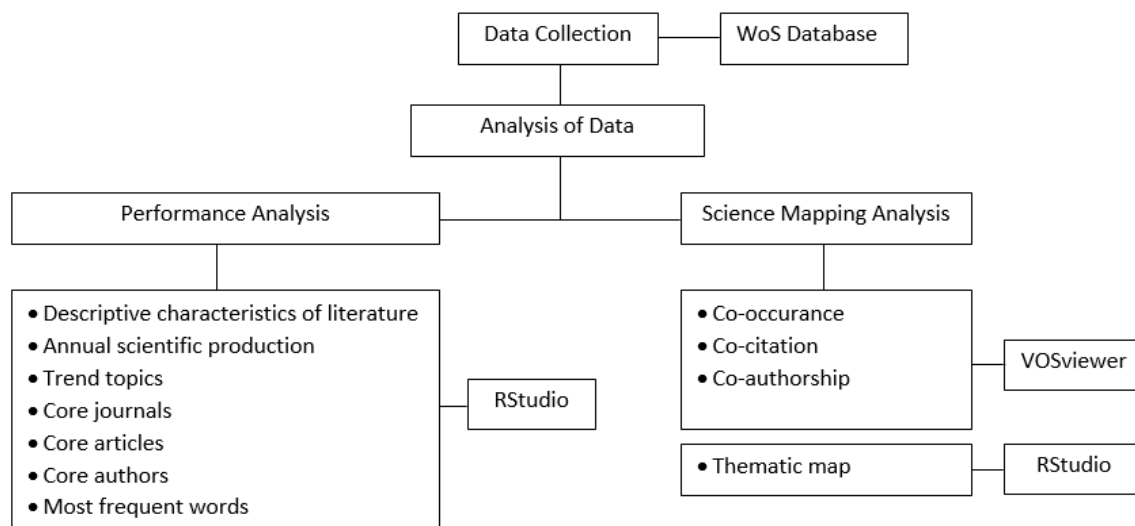 Data Collection
WoS Database
Analysis of Data
Performance Analysis
Science Mapping Analysis
• Descriptive characteristics of literature
• Annual scientific production
• Trend topics
• Core journals
• Core articles
• Core authors
• Most frequent words
RStudio
• Co-occurance
• Co-citation
• Co-authorship
VOSviewer
• Thematic map
RStudio